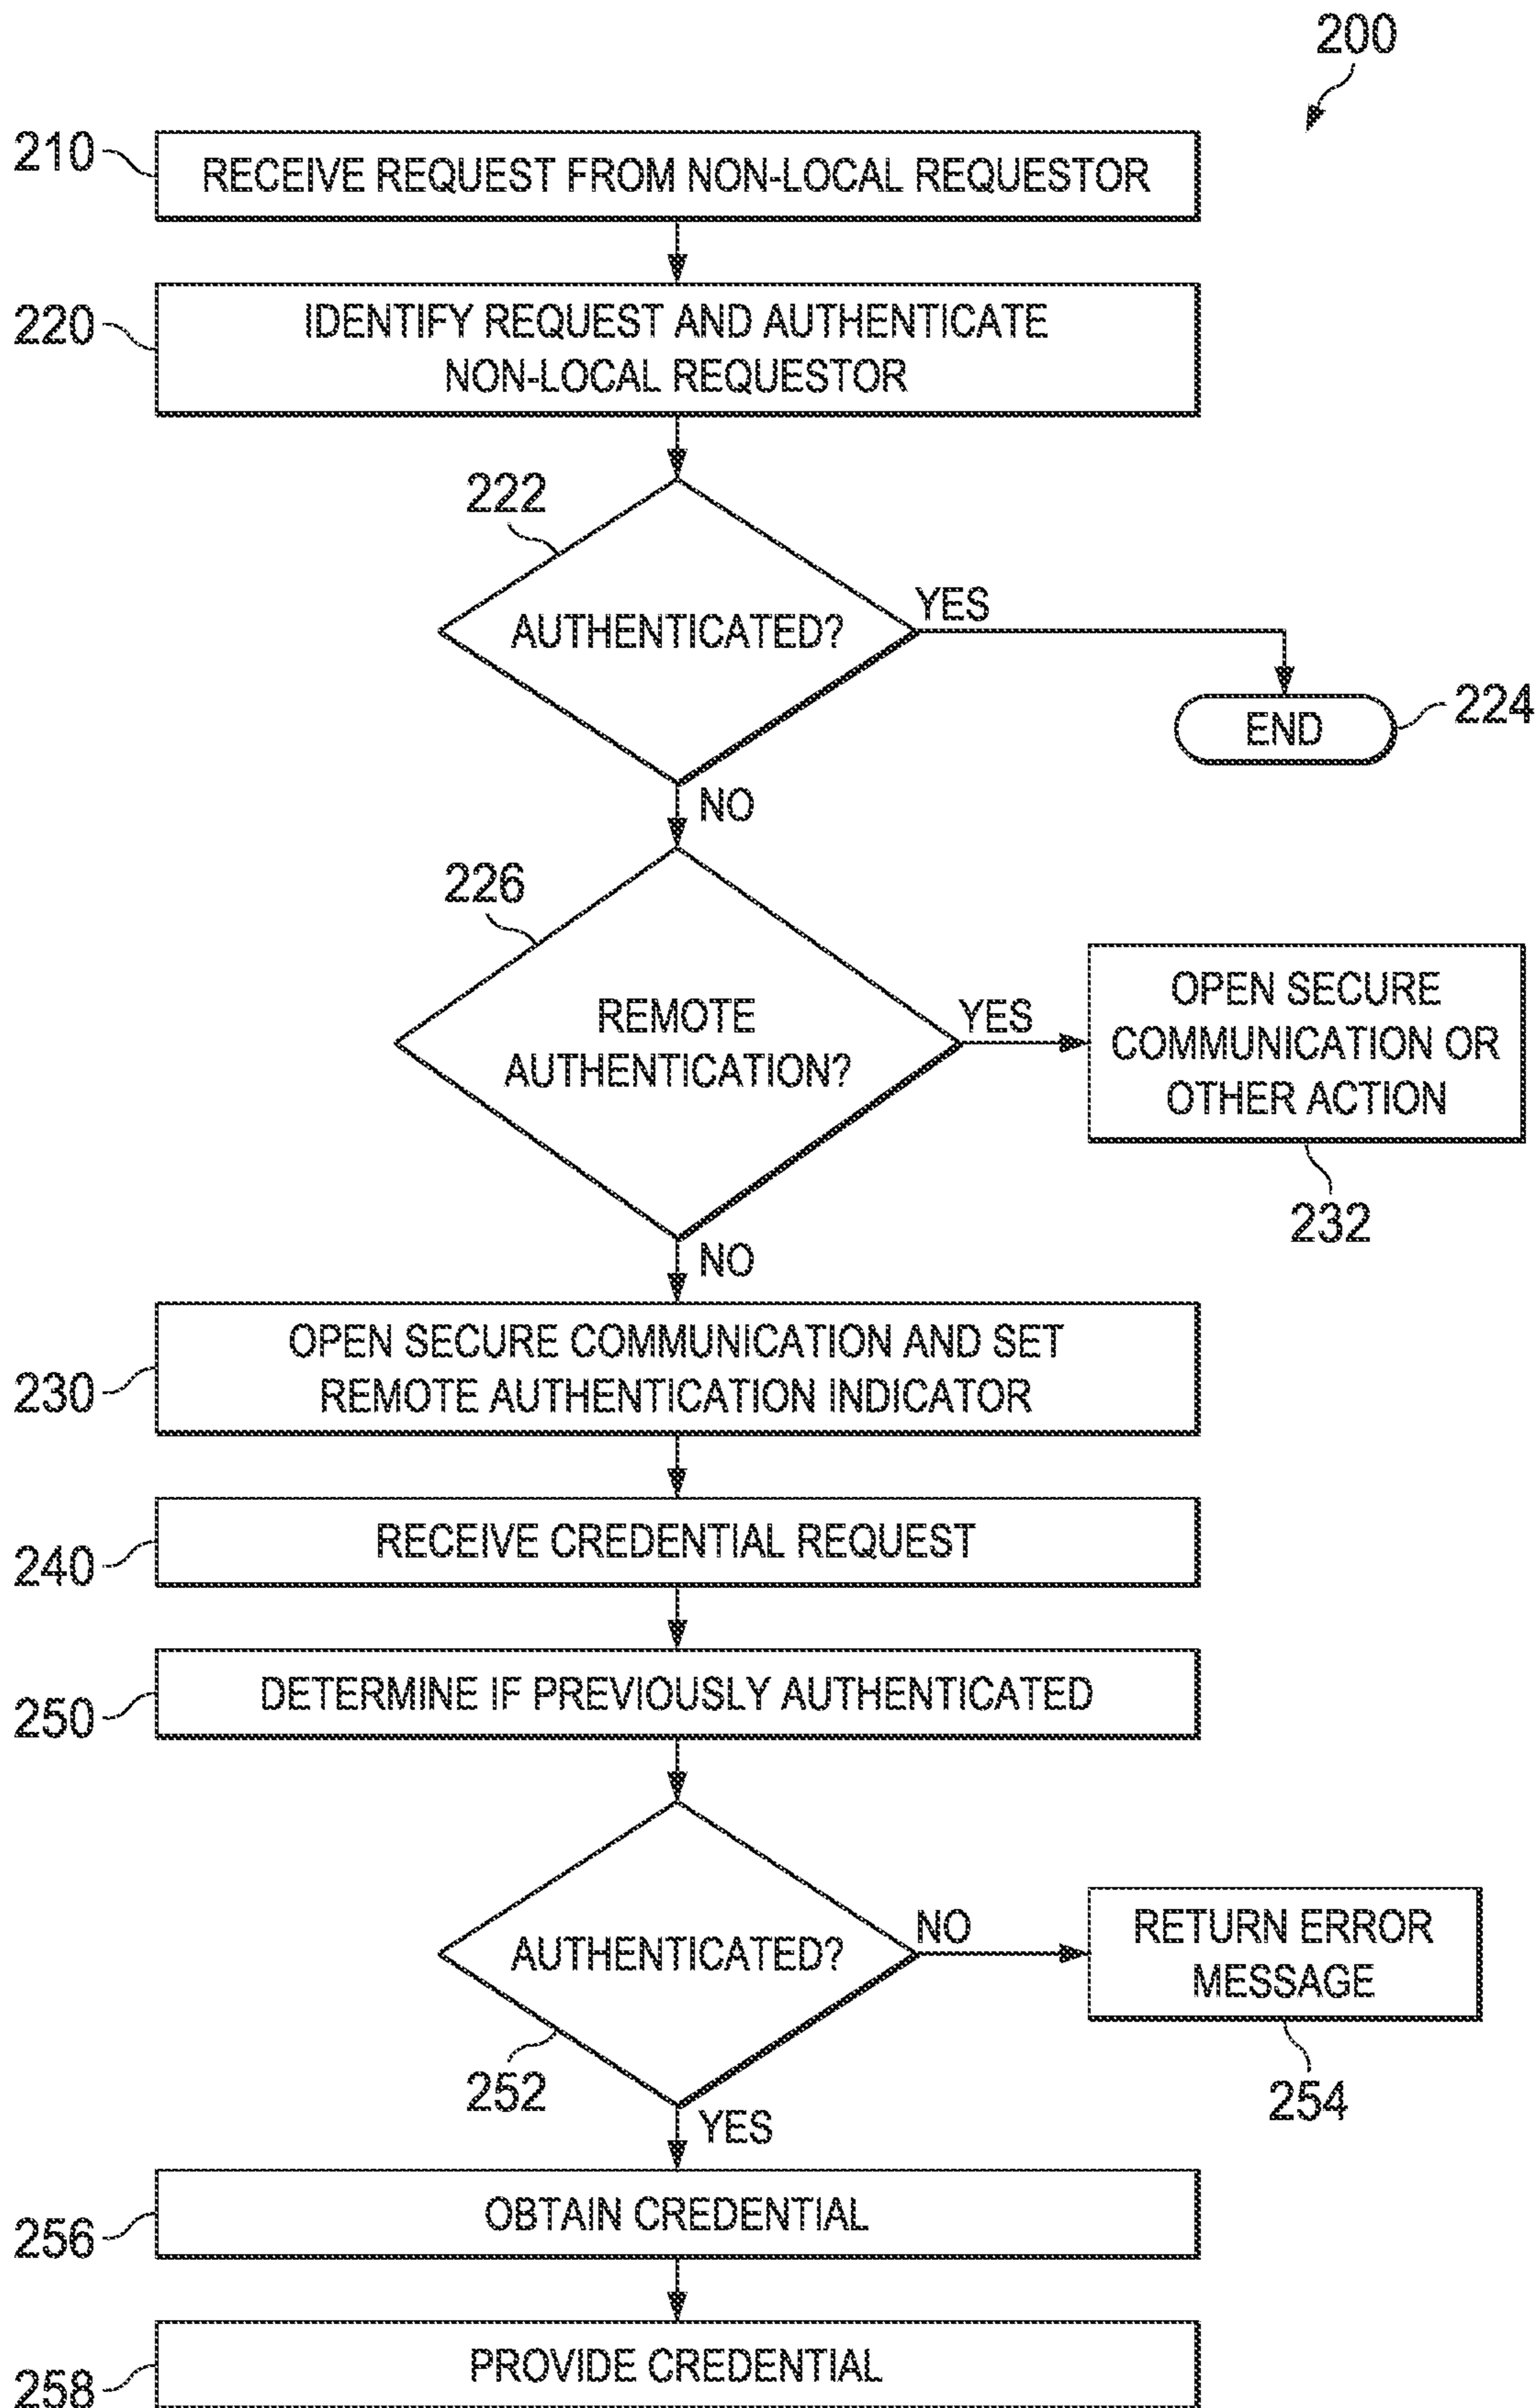 200
210
RECEIVE REQUEST FROM NON-LOCAL REQUESTOR
220
IDENTIFY REQUEST AND AUTHENTICATE
NON-LOCAL REQUESTOR
222
AUTHENTICATED?
YES
END
224
NO
226
REMOTE
AUTHENTICATION?
YES
OPEN SECURE
COMMUNICATION OR
OTHER ACTION
232
NO
230
OPEN SECURE COMMUNICATION AND SET
REMOTE AUTHENTICATION INDICATOR
240
RECEIVE CREDENTIAL REQUEST
250
DETERMINE IF PREVIOUSLY AUTHENTICATED
AUTHENTICATED?
252
NO
RETURN ERROR
MESSAGE
254
YES
256
OBTAIN CREDENTIAL
258
PROVIDE CREDENTIAL